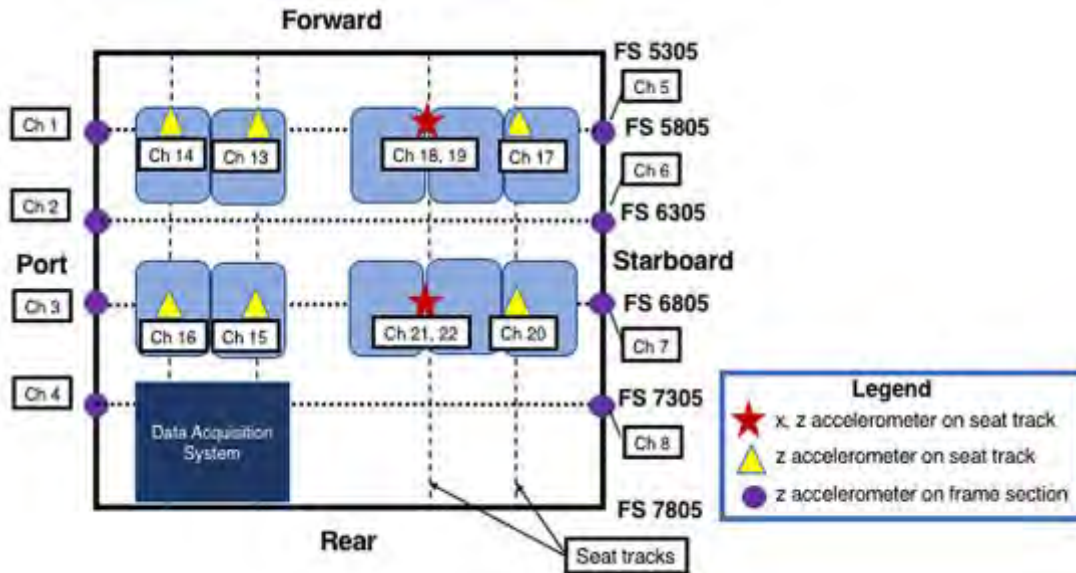 Forward
FS 5305
Ch 5
Ch 1
FS 5805
Ch 14
Ch 13
Ch 18, 19
Ch 17
Ch 6
Ch 2
FS 6305
Port
Starboard
Ch 3
FS 6805
Ch 16
Ch 15
Ch 21, 22
Ch 20
Ch 7
Ch 4
FS 7305
Data Acquisition
System
Ch 8
FS 7805
Rear
Seat tracks
Legend
x, z accelerometer on seat track
z accelerometer on seat track
z accelerometer on frame section